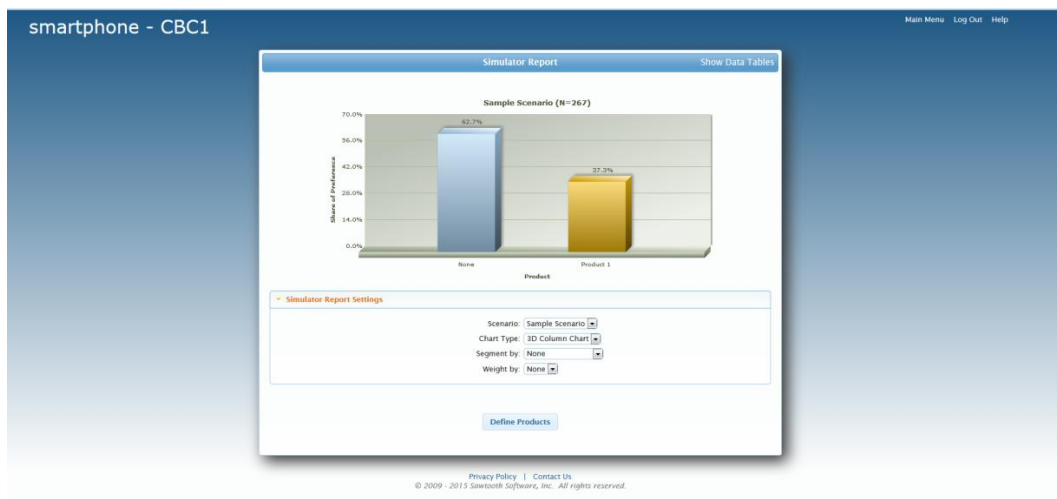 smartphone - CBC1
Main Menu Log Out Help
Simulator Report
Show Data Tables
Sample Scenario (N=267)
70.0%
62.7%
56.0%
42.0%
37.3%
28.0%
14.0%
0.0%
Share of Preference
None
Product 1
Product
Simulator Report Settings
Scenario: Sample Scenario
Chart Type: 3D Column Chart
Segment by: None
Weight by: None
Define Products
Privacy Policy | Contact Us
© 2009 - 2015 Sawtooth Software, Inc. All rights reserved.